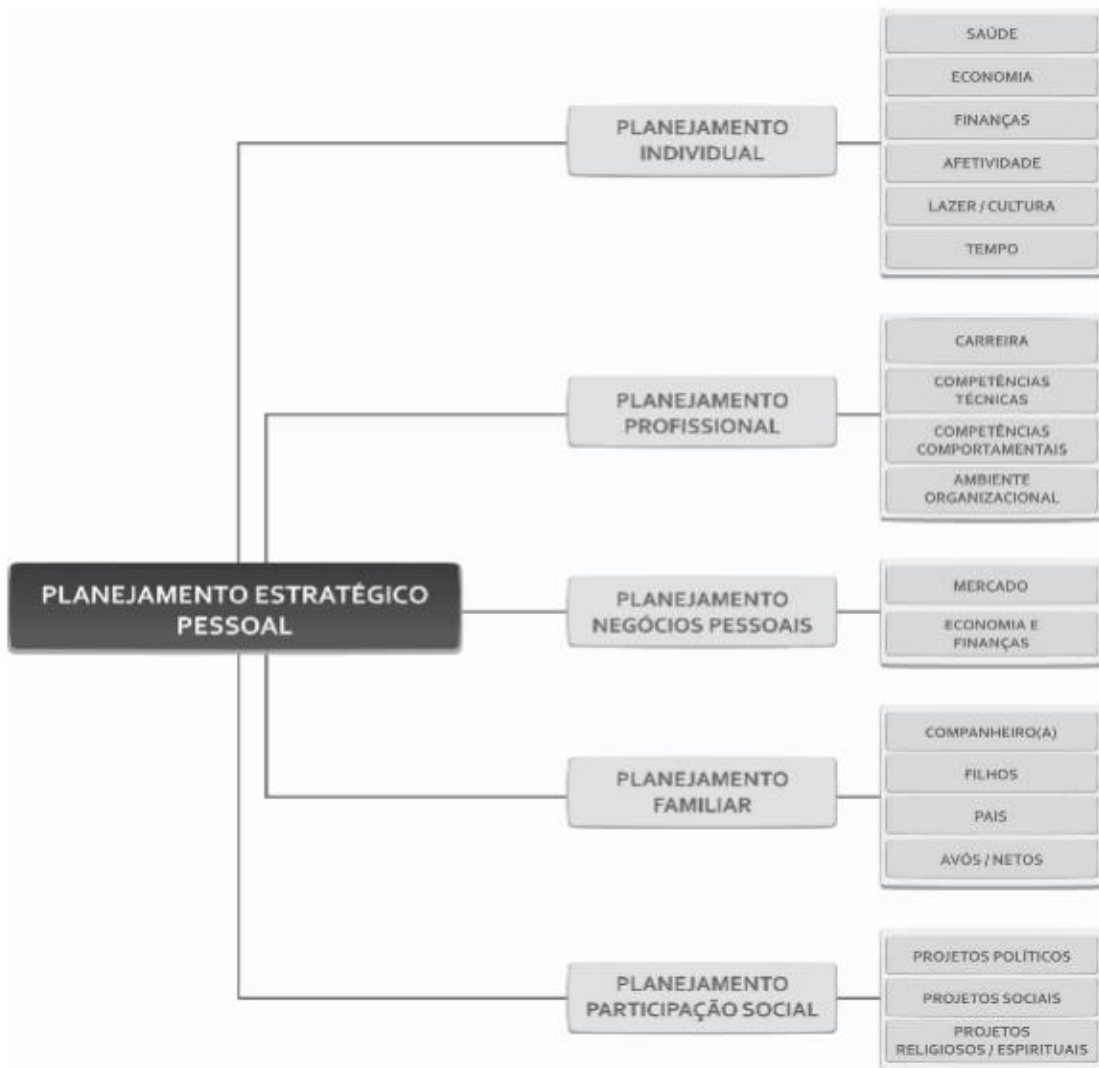 PLANEJAMENTO ESTRATÉGICO
PESSOAL
PLANEJAMENTO
INDIVIDUAL
SAÚDE
ECONOMIA
FINANÇAS
AFETIVIDADE
LAZER / CULTURA
TEMPO
PLANEJAMENTO
PROFISSIONAL
CARREIRA
COMPETÊNCIAS
TÉCNICAS
COMPETÊNCIAS
COMPORTAMENTAIS
AMBIENTE
ORGANIZACIONAL
PLANEJAMENTO
NEGÓCIOS PESSOAIS
MERCADO
ECONOMIA E
FINANÇAS
PLANEJAMENTO
FAMILIAR
COMPANHEIRO(A)
FILHOS
PAIS
AVÓS / NETOS
PLANEJAMENTO
PARTICIPAÇÃO SOCIAL
PROJETOS POLÍTICOS
PROJETOS SOCIAIS
PROJETOS
RELIGIOSOS / ESPIRITUAIS